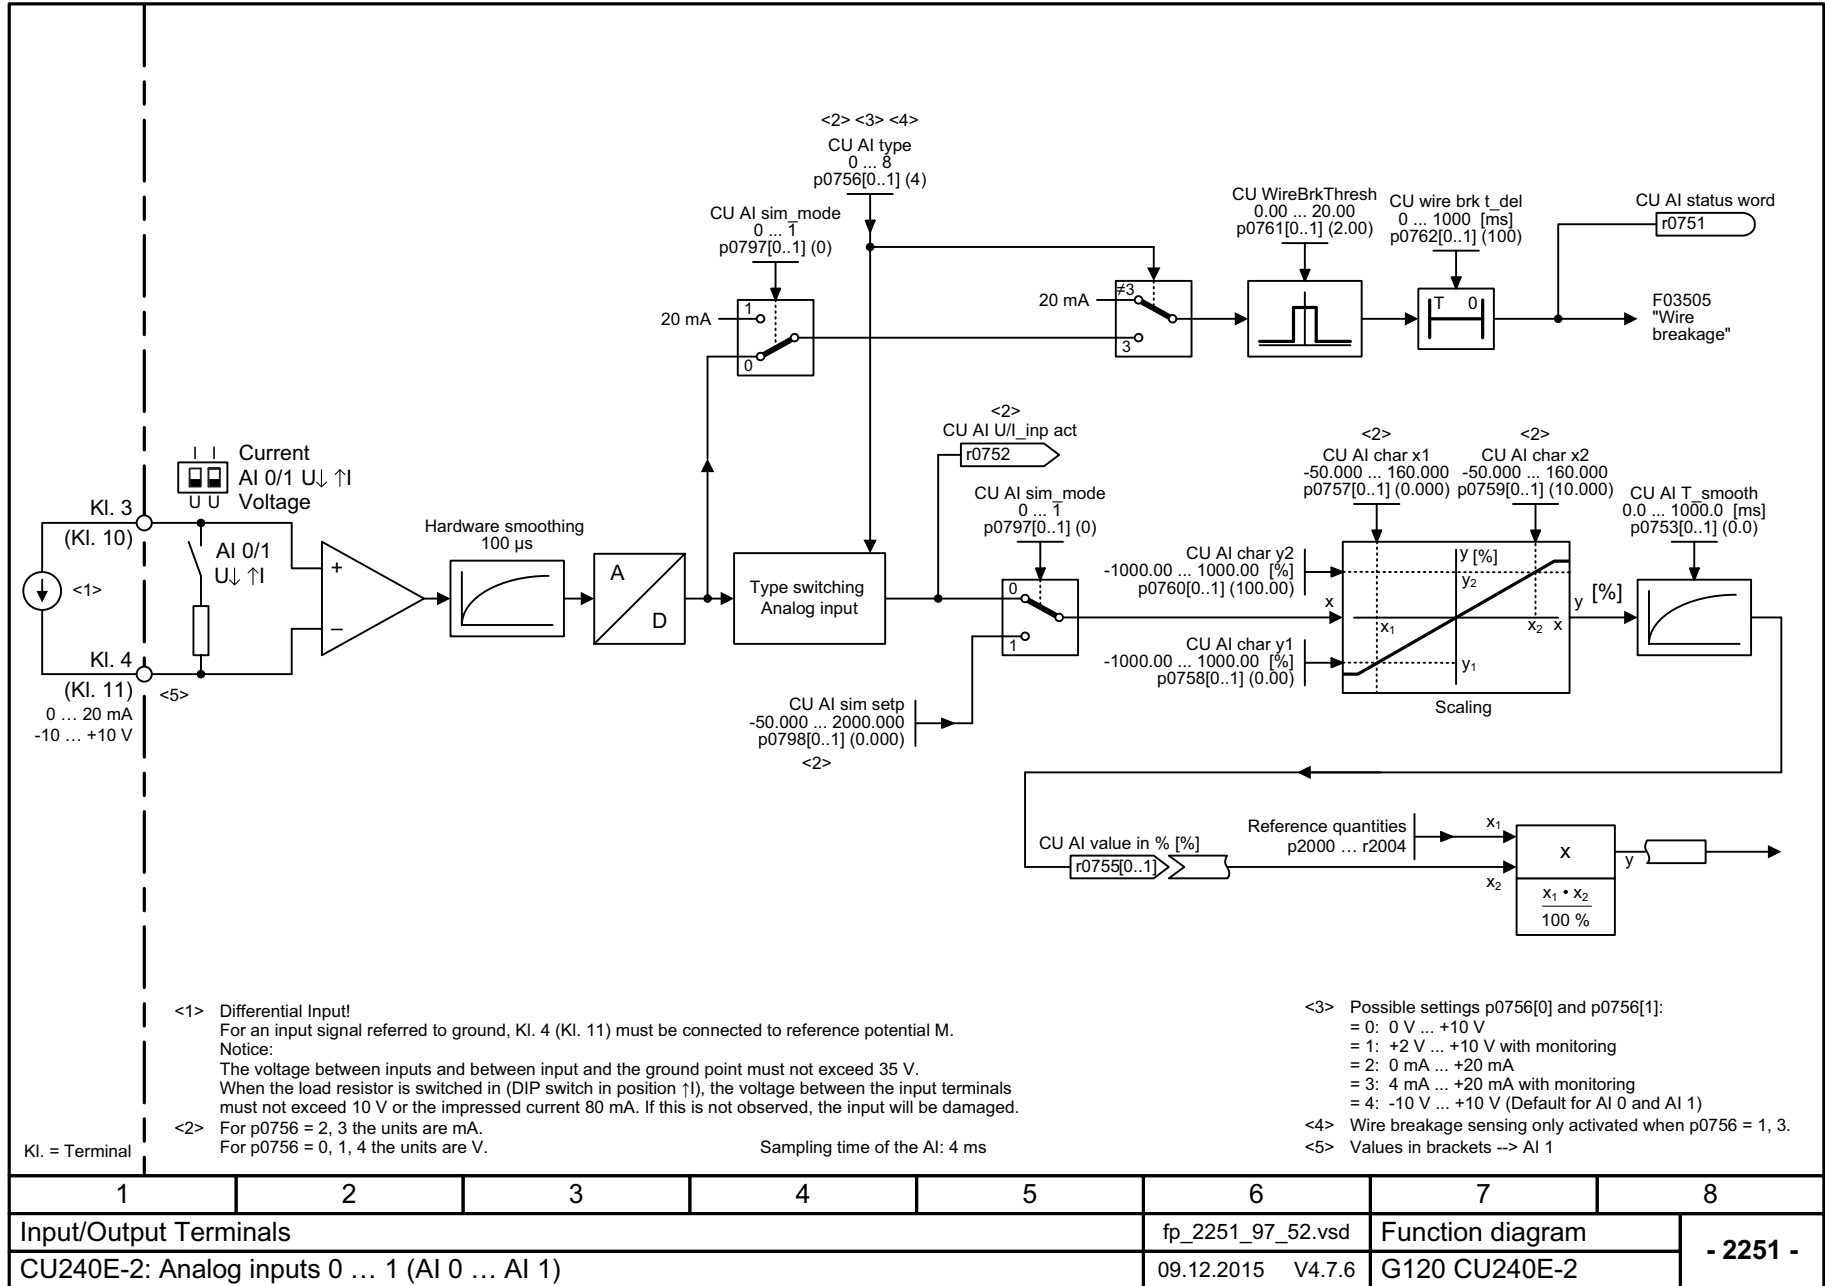 <2> <3> <4>
CU AI type
0 ... 8
p0756[0..1] (4)
CU AI sim_mode
0 ... 1
p0797[0..1] (0)
20 mA
1
0
20 mA
≠3
3
CU WireBrkThresh
0.00 ... 20.00
p0761[0..1] (2.00)
CU wire brk t_del
0 ... 1000 [ms]
p0762[0..1] (100)
T 0
CU AI status word
r0751
F03505
"Wire
breakage"
I I
U U
Current
AI 0/1 U↓ ↑I
Voltage
Kl. 3
(Kl. 10)
<1>
Kl. 4
(Kl. 11)
<5>
0 … 20 mA
-10 … +10 V
AI 0/1
U↓ ↑I
+
–
Hardware smoothing
100 µs
A
D
Type switching
Analog input
<2>
CU AI U/I_inp act
r0752
CU AI sim_mode
0 ... 1
p0797[0..1] (0)
0
1
CU AI sim setp
-50.000 ... 2000.000
p0798[0..1] (0.000)
<2>
<2>
CU AI char x1
-50.000 ... 160.000
p0757[0..1] (0.000)
<2>
CU AI char x2
-50.000 ... 160.000
p0759[0..1] (10.000)
CU AI char y2
-1000.00 ... 1000.00 [%]
p0760[0..1] (100.00)
x
CU AI char y1
-1000.00 ... 1000.00 [%]
p0758[0..1] (0.00)
y [%]
y₂
x₁
x₂ x
y₁
Scaling
y [%]
CU AI T_smooth
0.0 ... 1000.0 [ms]
p0753[0..1] (0.0)
CU AI value in % [%]
r0755[0..1]
Reference quantities
p2000 … r2004
x₁
x₂
x
x₁ • x₂
100 %
y
<1> Differential Input!
For an input signal referred to ground, Kl. 4 (Kl. 11) must be connected to reference potential M.
Notice:
The voltage between inputs and between input and the ground point must not exceed 35 V.
When the load resistor is switched in (DIP switch in position ↑I), the voltage between the input terminals
must not exceed 10 V or the impressed current 80 mA. If this is not observed, the input will be damaged.
<2> For p0756 = 2, 3 the units are mA.
For p0756 = 0, 1, 4 the units are V.
Sampling time of the AI: 4 ms
<3> Possible settings p0756[0] and p0756[1]:
= 0: 0 V ... +10 V
= 1: +2 V ... +10 V with monitoring
= 2: 0 mA ... +20 mA
= 3: 4 mA ... +20 mA with monitoring
= 4: -10 V ... +10 V (Default for AI 0 and AI 1)
<4> Wire breakage sensing only activated when p0756 = 1, 3.
<5> Values in brackets --> AI 1
Kl. = Terminal
1 2 3 4 5 6 7 8
Input/Output Terminals
fp_2251_97_52.vsd
Function diagram
- 2251 -
CU240E-2: Analog inputs 0 … 1 (AI 0 … AI 1)
09.12.2015 V4.7.6
G120 CU240E-2